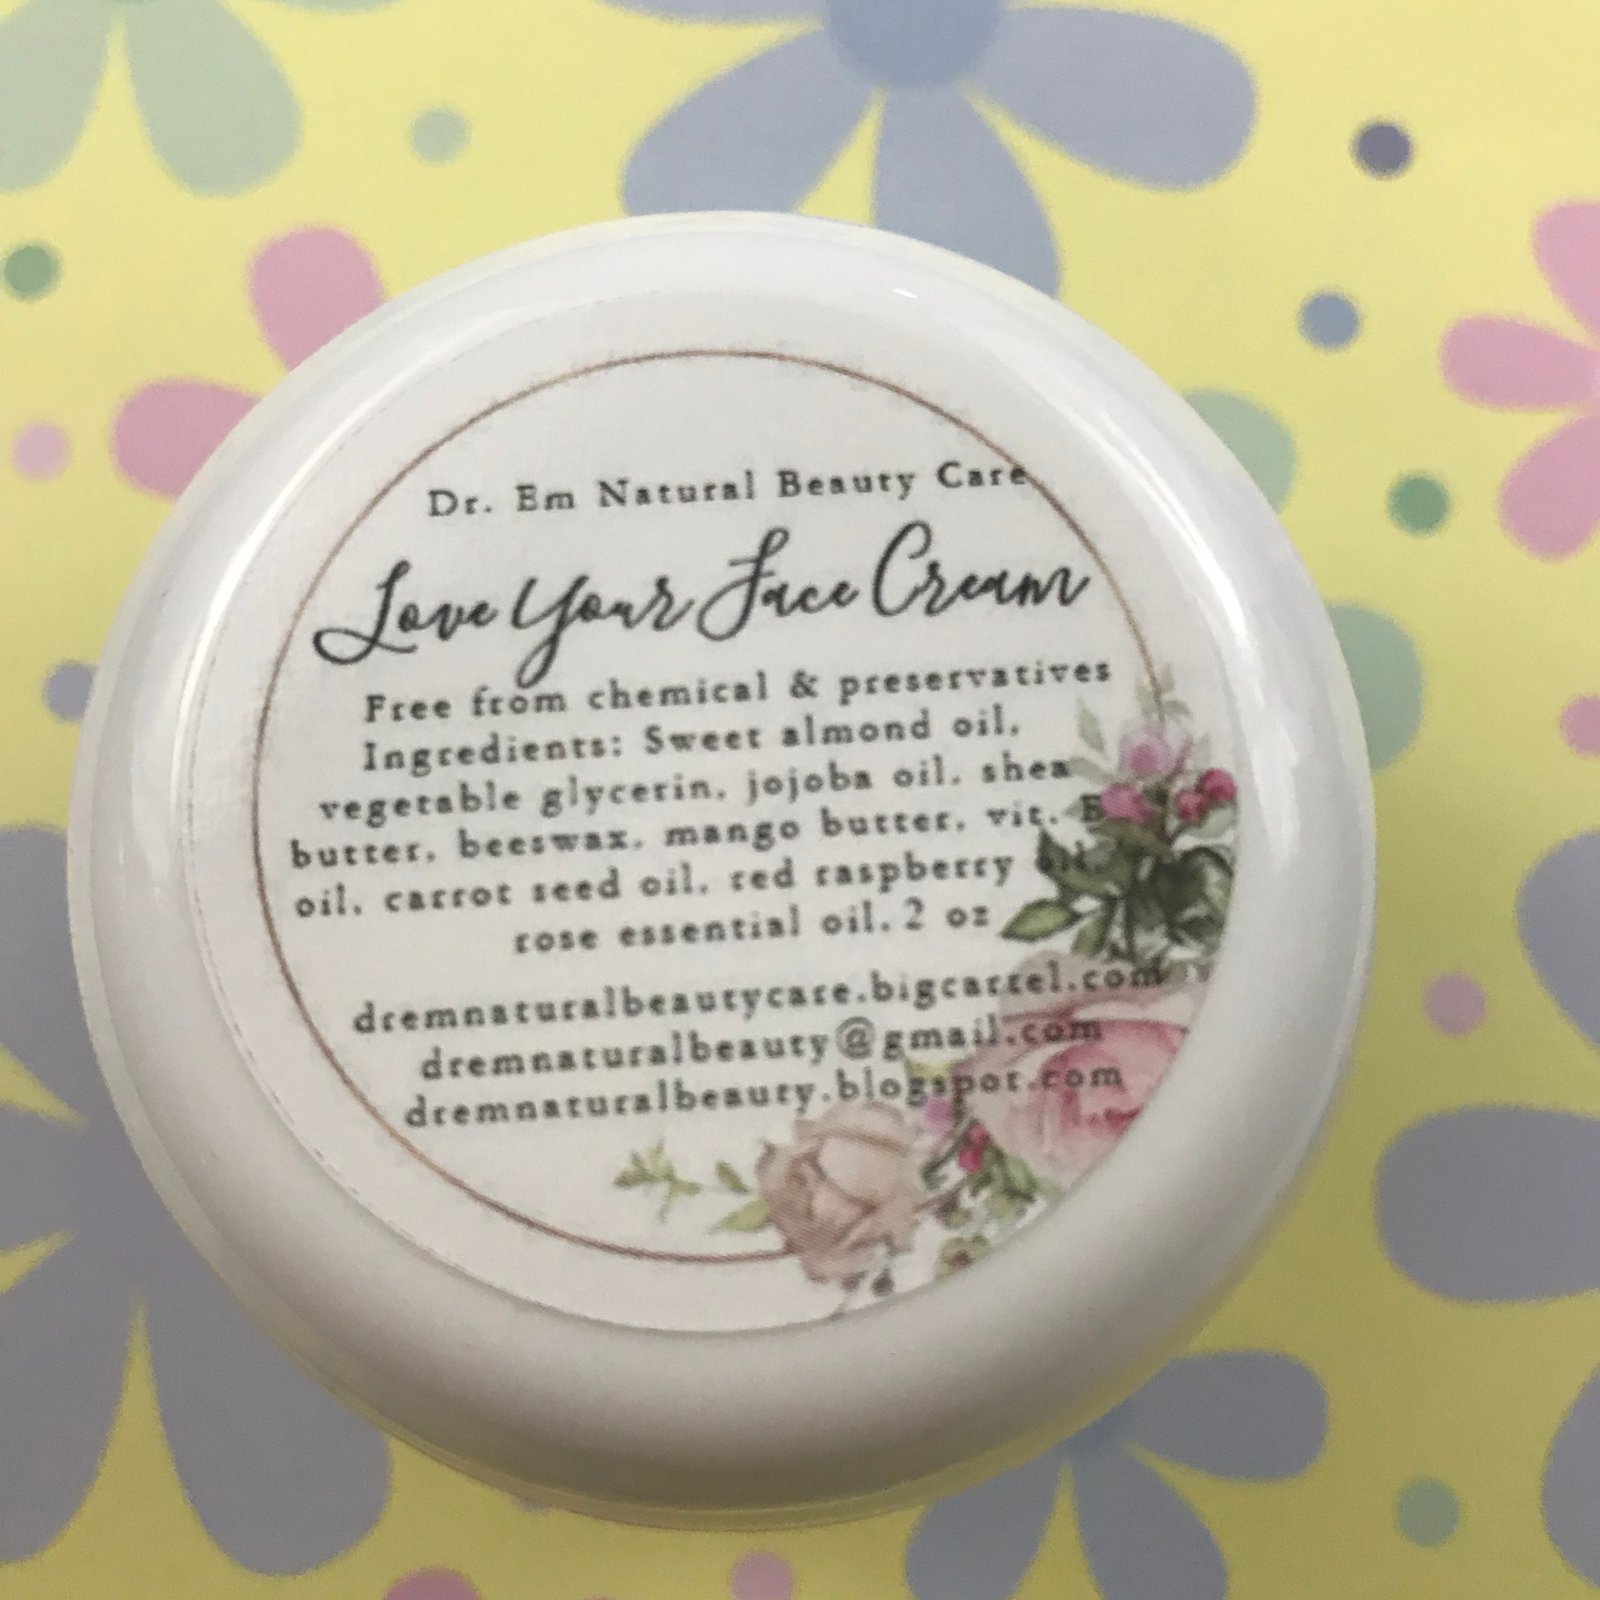 Dr. Em Natural Beauty Care
Love Your Face Cream
Free from chemical & preservatives
Ingredients: Sweet almond oil,
vegetable glycerin, jojoba oil, shea
butter, beeswax, mango butter, vit. E
oil, carrot seed oil, red raspberry
rose essential oil, 2 oz
dremnaturalbeautycare.bigcartel.com
dremnaturalbeauty@gmail.com
dremnaturalbeauty.blogspot.com